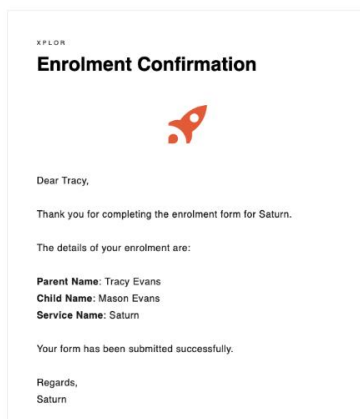 XPLOR
Enrolment Confirmation
Dear Tracy,
Thank you for completing the enrolment form for Saturn.
The details of your enrolment are:
Parent Name: Tracy Evans
Child Name: Mason Evans
Service Name: Saturn
Your form has been submitted successfully.
Regards,
Saturn